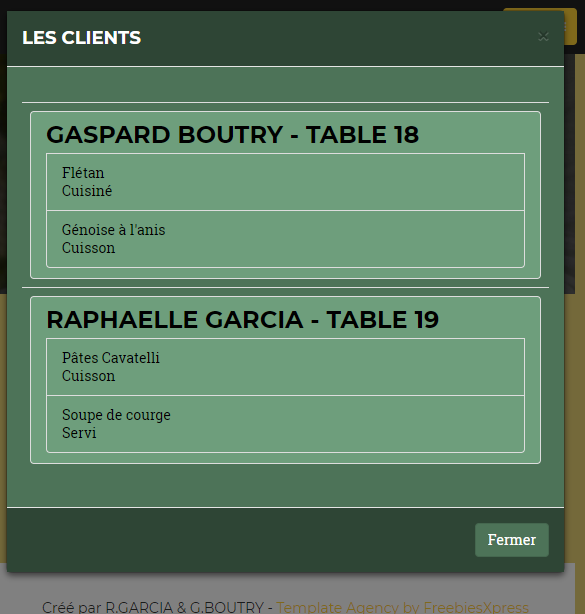 LES CLIENTS ×
GASPARD BOUTRY - TABLE 18
Flétan
Cuisiné
Génoise à l'anis
Cuisson
RAPHAELLE GARCIA - TABLE 19
Pâtes Cavatelli
Cuisson
Soupe de courge
Servi
Fermer
Créé par R.GARCIA & G.BOUTRY - Template Agency by FreebiesXpress